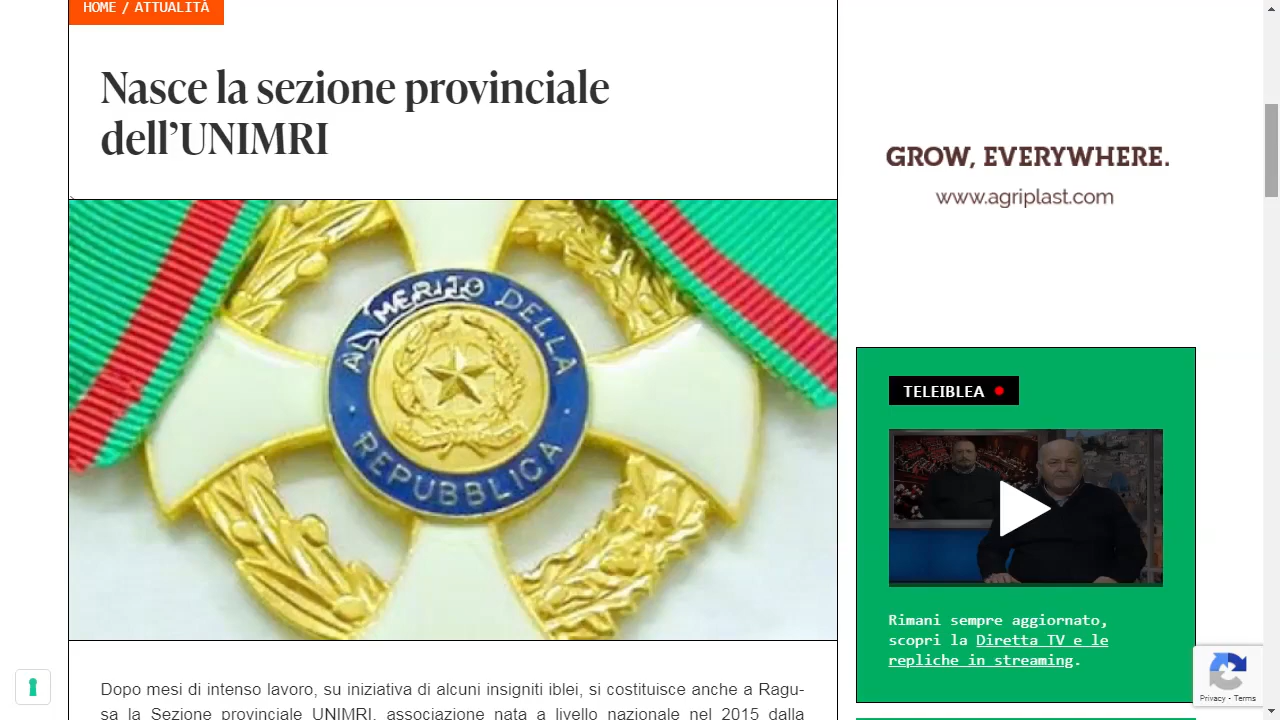 HOME / ATTUALITÀ
Nasce la sezione provinciale
dell’UNIMRI
AL MERITO DELLA
REPUBBLICA
Dopo mesi di intenso lavoro, su iniziativa di alcuni insigniti iblei, si costituisce anche a Ragu-
sa la Sezione provinciale UNIMRI, associazione nata a livello nazionale nel 2015 dalla
GROW, EVERYWHERE.
www.agriplast.com
TELEIBLEA
Rimani sempre aggiornato,
scopri la Diretta TV e le
repliche in streaming.
Privacy - Terms